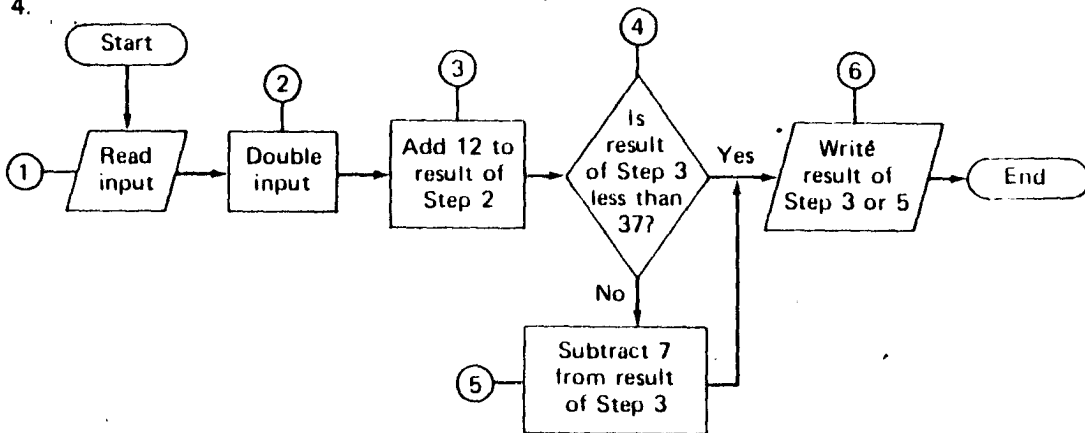 4.
Start
1
Read
input
2
Double
input
3
Add 12 to
result of
Step 2
4
Is
result
of Step 3
less than
37?
Yes
No
5
Subtract 7
from result
of Step 3
6
Write
result of
Step 3 or 5
End